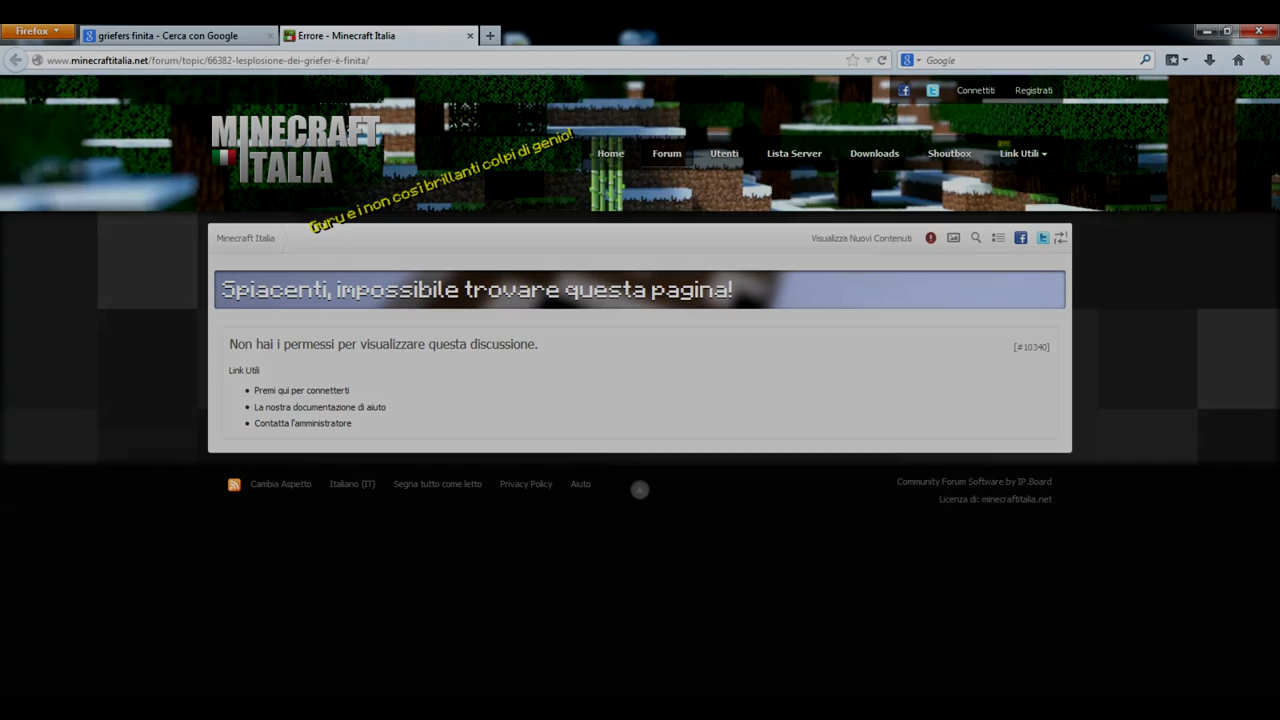 Firefox
griefers finita - Cerca con Google
Errore - Minecraft Italia
www.minecraftitalia.net/forum/topic/66382-lesplosione-dei-griefer-è-finita/
Google
Connettiti
Registrati
MINECRAFT
ITALIA
Guru e i non così brillanti colpi di genio!
Home
Forum
Utenti
Lista Server
Downloads
Shoutbox
Link Utili
Minecraft Italia
Visualizza Nuovi Contenuti
Spiacenti, impossibile trovare questa pagina!
Non hai i permessi per visualizzare questa discussione.
[#10340]
Link Utili
Premi qui per connetterti
La nostra documentazione di aiuto
Contatta l'amministratore
Cambia Aspetto
Italiano (IT)
Segna tutto come letto
Privacy Policy
Aiuto
Community Forum Software by IP.Board
Licenza di: minecraftitalia.net